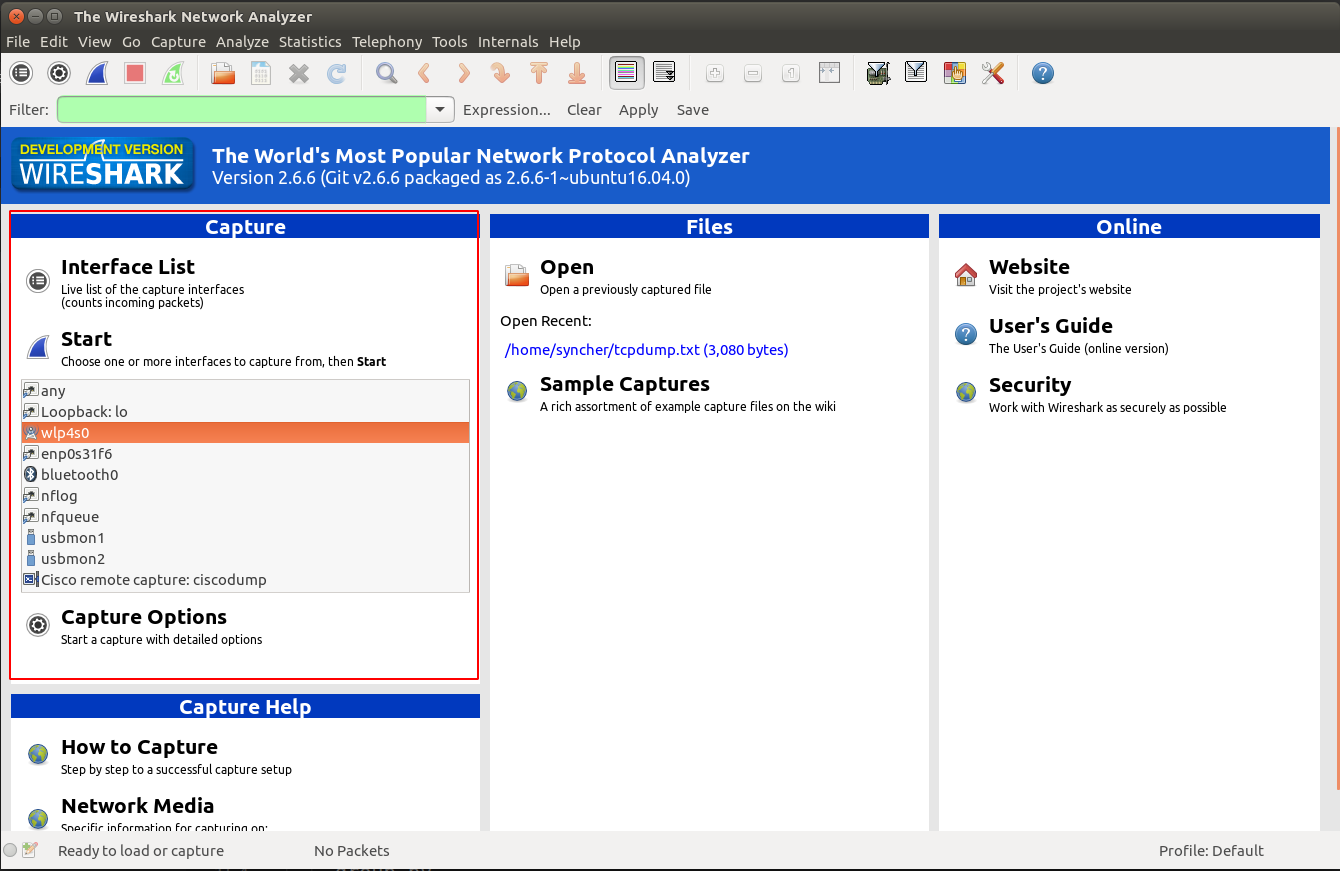 The Wireshark Network Analyzer
File Edit View Go Capture Analyze Statistics Telephony Tools Internals Help
Filter: Expression... Clear Apply Save
DEVELOPMENT VERSION
WIRESHARK
The World's Most Popular Network Protocol Analyzer
Version 2.6.6 (Git v2.6.6 packaged as 2.6.6-1~ubuntu16.04.0)
Capture
Interface List
Live list of the capture interfaces
(counts incoming packets)
Start
Choose one or more interfaces to capture from, then Start
any
Loopback: lo
wlp4s0
enp0s31f6
bluetooth0
nflog
nfqueue
usbmon1
usbmon2
Cisco remote capture: ciscodump
Capture Options
Start a capture with detailed options
Capture Help
How to Capture
Step by step to a successful capture setup
Network Media
Specific information for capturing on:
Files
Open
Open a previously captured file
Open Recent:
/home/syncher/tcpdump.txt (3,080 bytes)
Sample Captures
A rich assortment of example capture files on the wiki
Online
Website
Visit the project's website
User's Guide
The User's Guide (online version)
Security
Work with Wireshark as securely as possible
Ready to load or capture
No Packets
Profile: Default